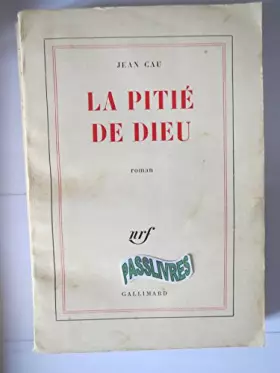 JEAN CAU
LA PITIÉ
DE DIEU
roman
nrf
PASSLIVRES
GALLIMARD